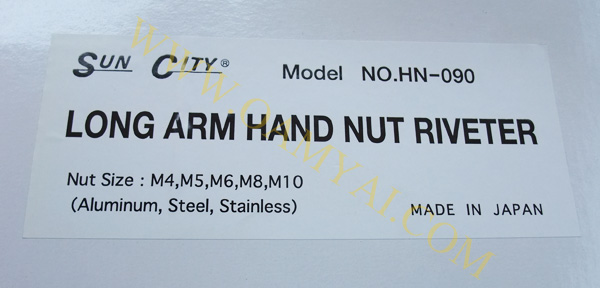 SUN CITY® Model NO.HN-090
LONG ARM HAND NUT RIVETER
Nut Size : M4,M5,M6,M8,M10
(Aluminum, Steel, Stainless) MADE IN JAPAN
WWW.QAMYAI.COM